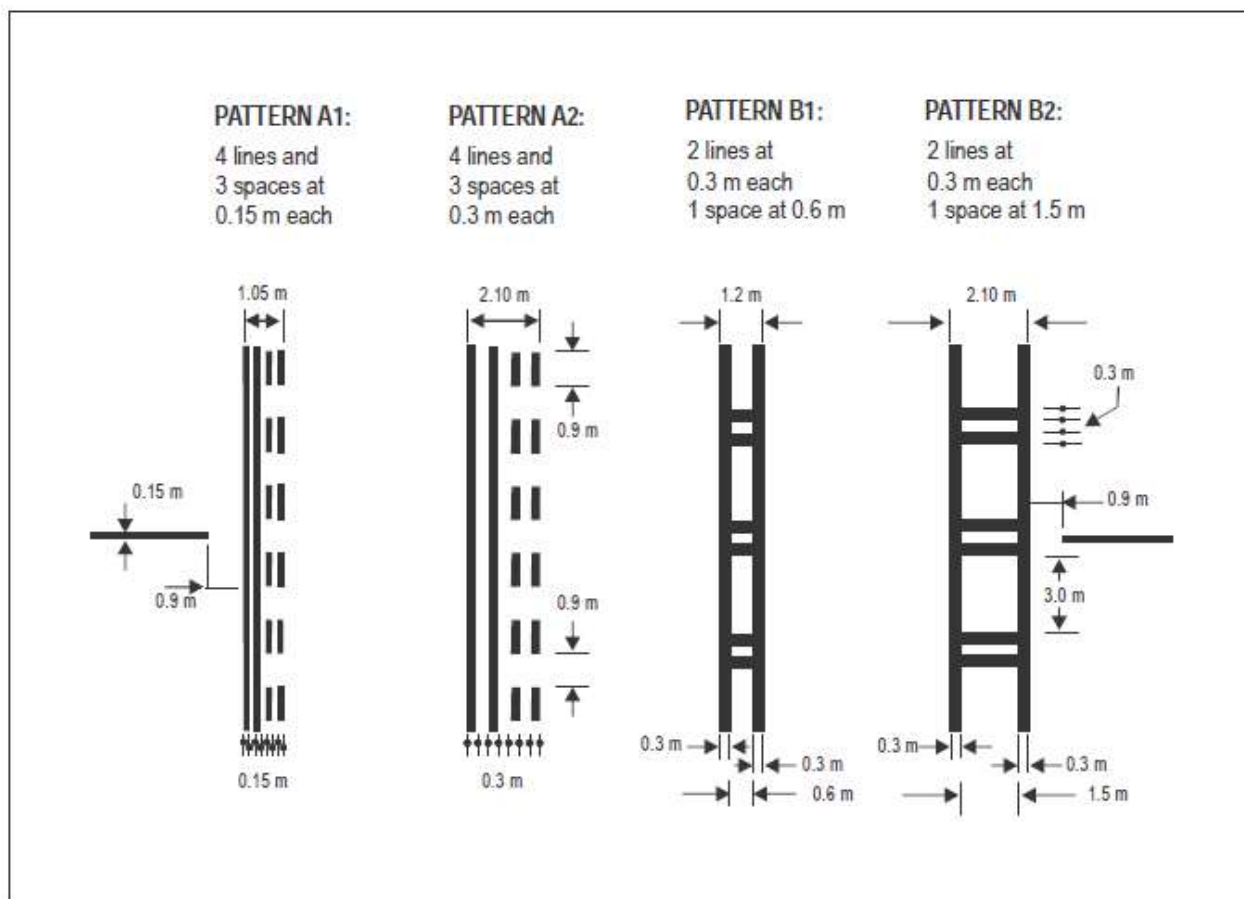 PATTERN A1:
4 lines and
3 spaces at
0.15 m each
PATTERN A2:
4 lines and
3 spaces at
0.3 m each
PATTERN B1:
2 lines at
0.3 m each
1 space at 0.6 m
PATTERN B2:
2 lines at
0.3 m each
1 space at 1.5 m
1.05 m
2.10 m
1.2 m
2.10 m
0.3 m
0.9 m
0.15 m
0.9 m
0.9 m
0.9 m
3.0 m
0.3 m
0.3 m
0.3 m
0.3 m
0.15 m
0.3 m
0.6 m
1.5 m